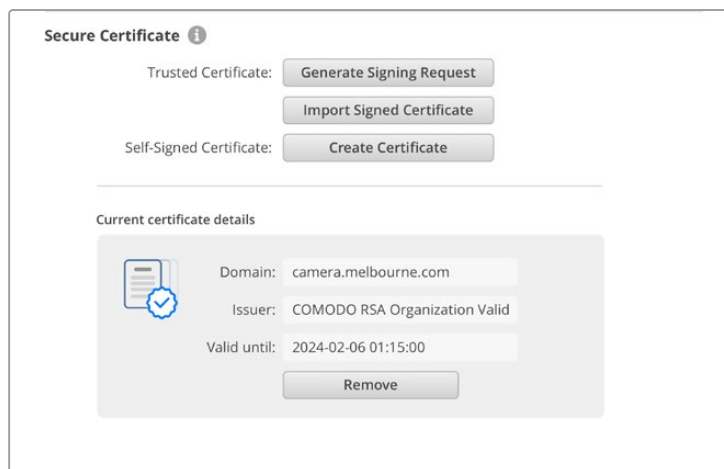 Secure Certificate
Trusted Certificate: Generate Signing Request
Import Signed Certificate
Self-Signed Certificate: Create Certificate
Current certificate details
Domain: camera.melbourne.com
Issuer: COMODO RSA Organization Valid
Valid until: 2024-02-06 01:15:00
Remove